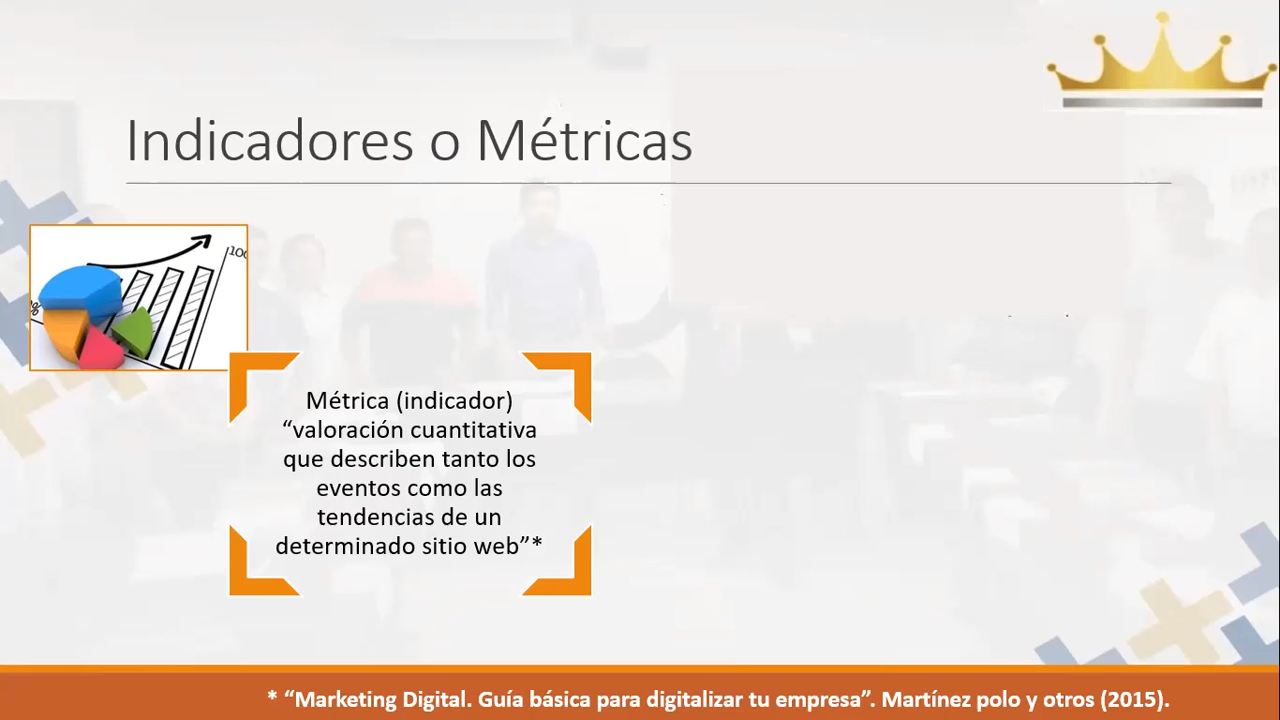 Indicadores o Métricas
100
%
Métrica (indicador)
“valoración cuantitativa
que describen tanto los
eventos como las
tendencias de un
determinado sitio web”*
* “Marketing Digital. Guía básica para digitalizar tu empresa”. Martínez polo y otros (2015).